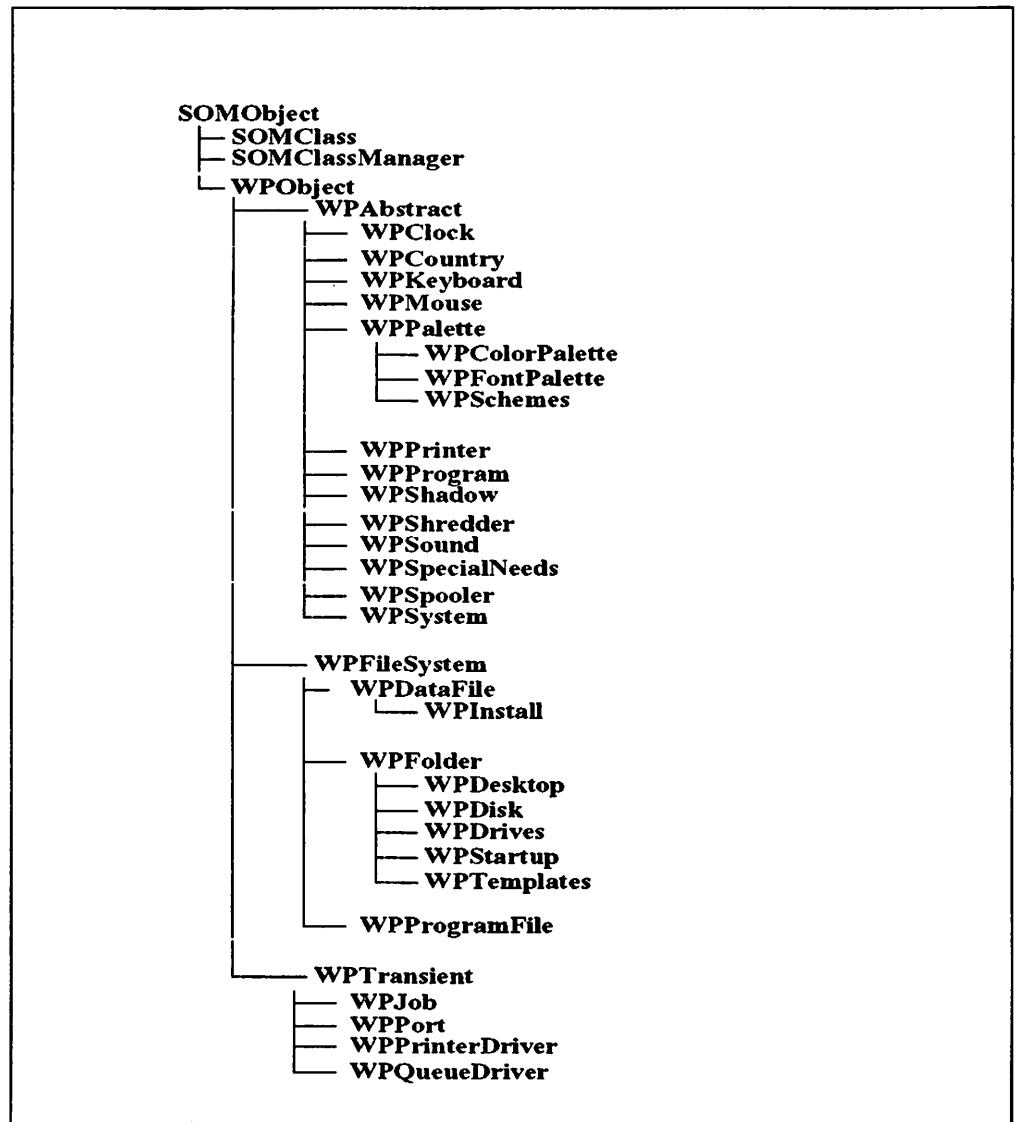 SOMObject
SOMClass
SOMClassManager
WPObject
WPAbstract
WPClock
WPCountry
WPKeyboard
WPMouse
WPPalette
WPColorPalette
WPFontPalette
WPSchemes
WPPrinter
WPProgram
WPShadow
WPShredder
WPSound
WPSpecialNeeds
WPSpooler
WPSystem
WPFileSystem
WPDataFile
WPInstall
WPFolder
WPDesktop
WPDisk
WPDrives
WPStartup
WPTemplates
WPProgramFile
WPTransient
WPJob
WPPort
WPPrinterDriver
WPQueueDriver